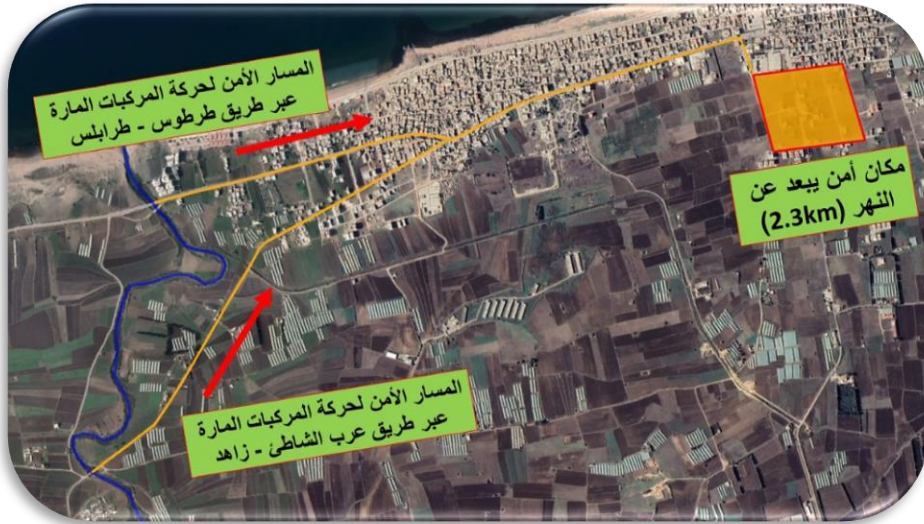 المسار الأمن لحركة المركبات المارة
عبر طريق طرطوس - طرابلس
مكان أمن يبعد عن
النهر (2.3km)
المسار الأمن لحركة المركبات المارة
عبر طريق عرب الشاطئ - زاهد